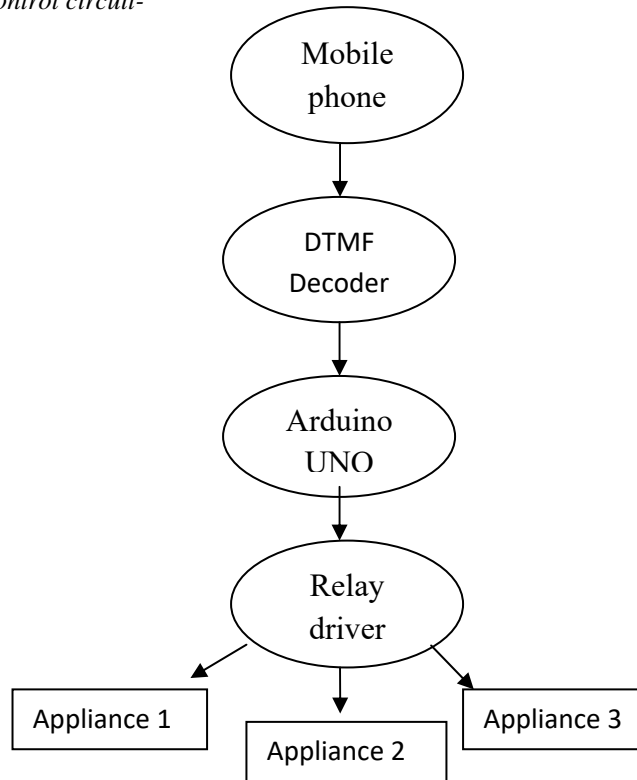 control circuit-
Mobile
phone
DTMF
Decoder
Arduino
UNO
Relay
driver
Appliance 1
Appliance 3
Appliance 2